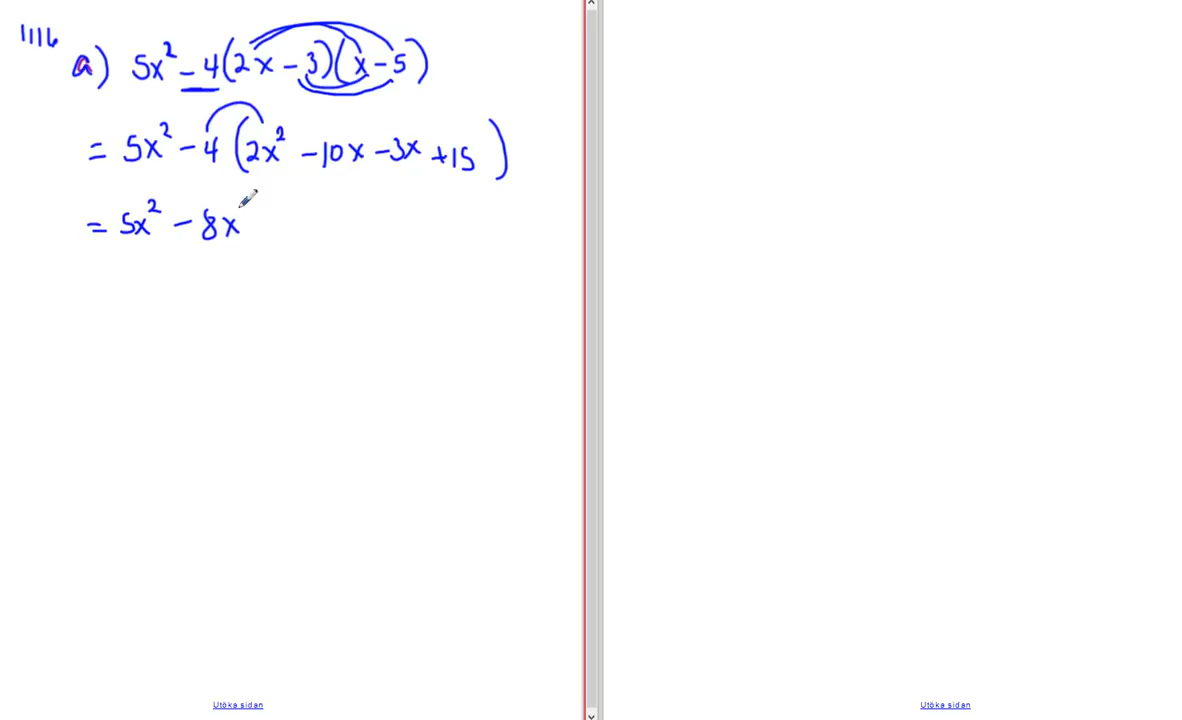 1116
a) 5x² - 4(2x - 3)(x - 5)
= 5x² - 4(2x² - 10x - 3x + 15)
= 5x² - 8x
Utöka sidan
Utöka sidan